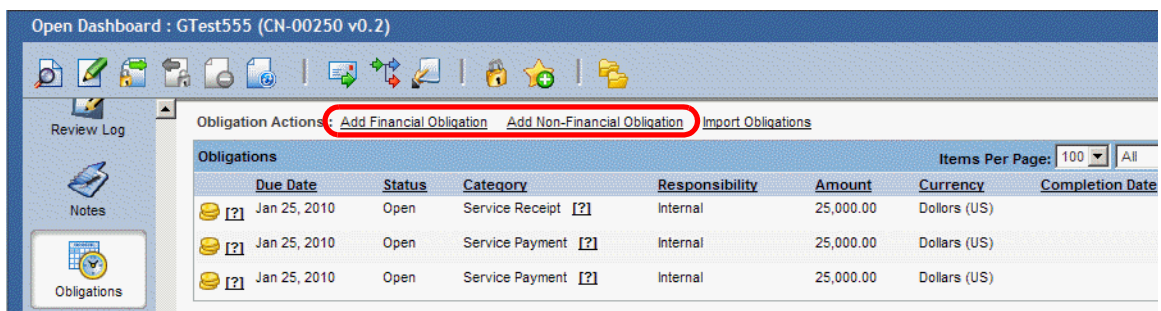 Open Dashboard : GTest555 (CN-00250 v0.2)
Review Log
Notes
Obligations
Obligation Actions : Add Financial Obligation Add Non-Financial Obligation Import Obligations
Obligations Items Per Page: 100 All
Due Date Status Category Responsibility Amount Currency Completion Date
[?] Jan 25, 2010 Open Service Receipt [?] Internal 25,000.00 Dollors (US)
[?] Jan 25, 2010 Open Service Payment [?] Internal 25,000.00 Dollars (US)
[?] Jan 25, 2010 Open Service Payment [?] Internal 25,000.00 Dollars (US)